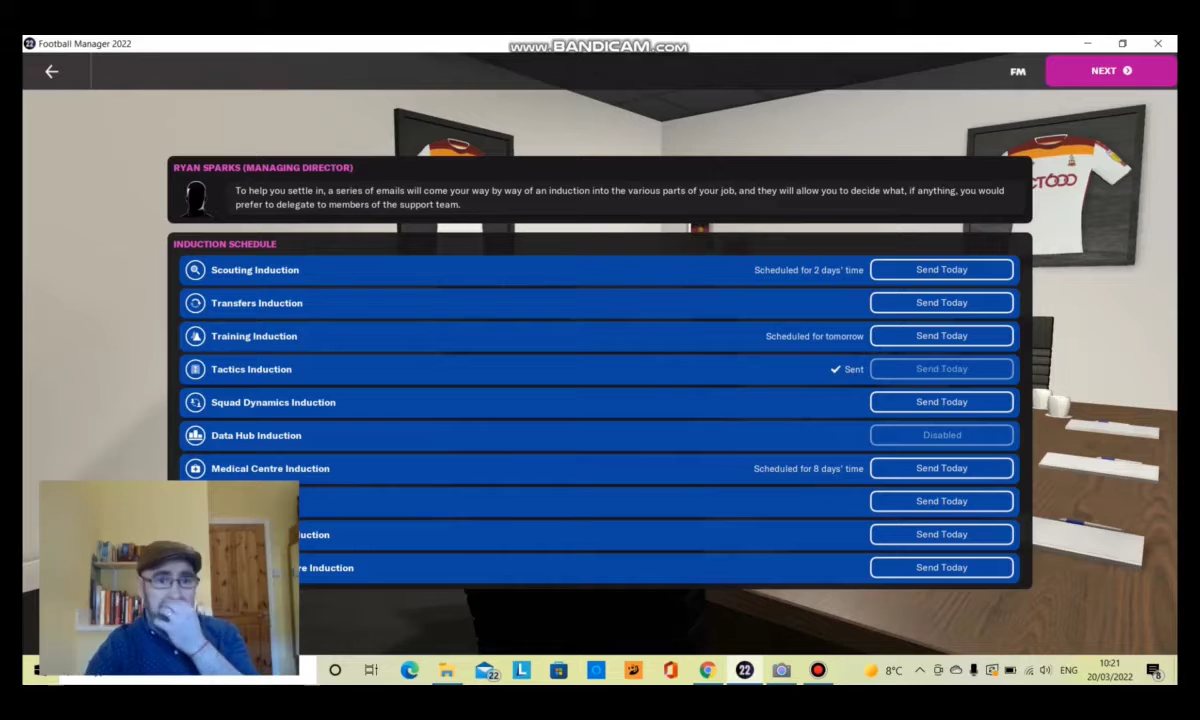 Football Manager 2022
www.BANDICAM.com
FM
NEXT
RYAN SPARKS (MANAGING DIRECTOR)
To help you settle in, a series of emails will come your way by way of an induction into the various parts of your job, and they will allow you to decide what, if anything, you would
prefer to delegate to members of the support team.
INDUCTION SCHEDULE
Scouting Induction Scheduled for 2 days' time Send Today
Transfers Induction Send Today
Training Induction Scheduled for tomorrow Send Today
Tactics Induction Sent Send Today
Squad Dynamics Induction Send Today
Data Hub Induction Disabled
Medical Centre Induction Scheduled for 8 days' time Send Today
Send Today
uction Send Today
re Induction Send Today
22
L
22
8°C
ENG
10:21
20/03/2022
8